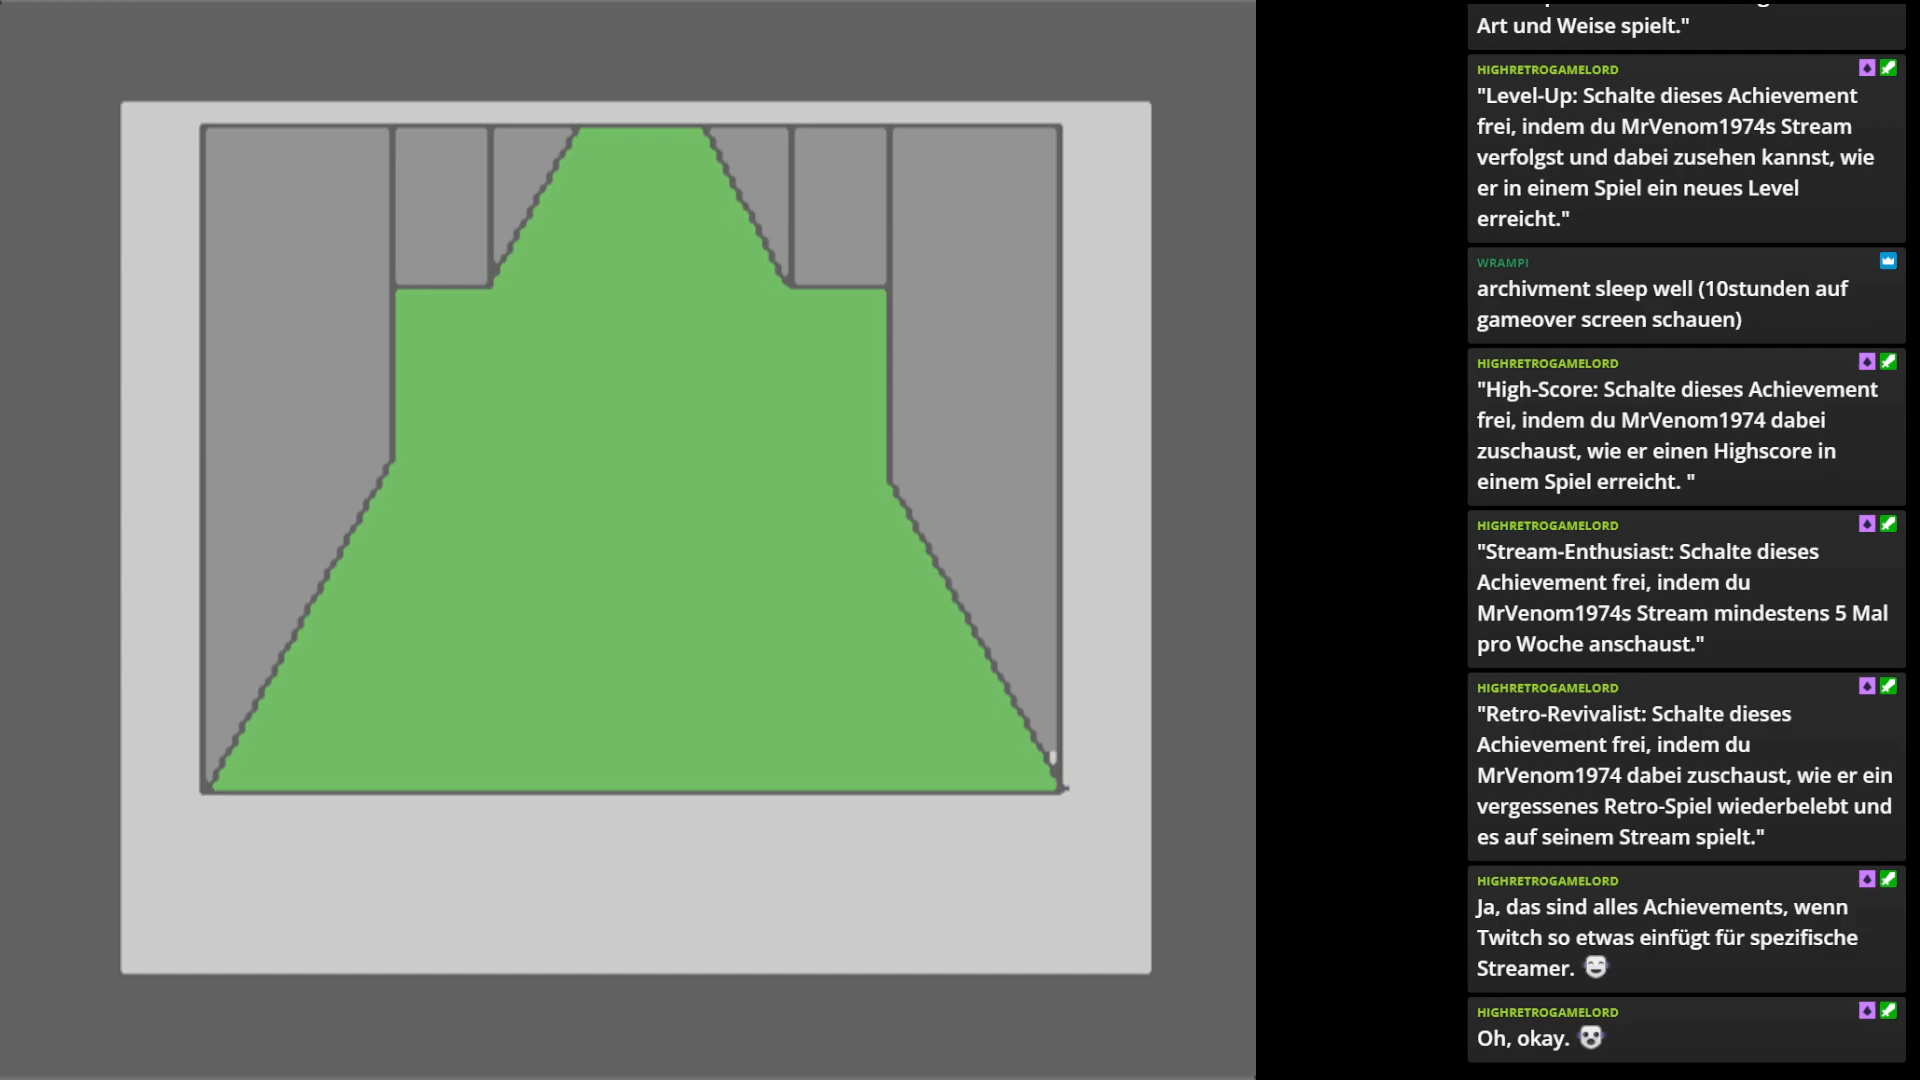 Art und Weise spielt."
HIGHRETROGAMELORD
"Level-Up: Schalte dieses Achievement
frei, indem du MrVenom1974s Stream
verfolgst und dabei zusehen kannst, wie
er in einem Spiel ein neues Level
erreicht."
WRAMPI
archivment sleep well (10stunden auf
gameover screen schauen)
HIGHRETROGAMELORD
"High-Score: Schalte dieses Achievement
frei, indem du MrVenom1974 dabei
zuschaust, wie er einen Highscore in
einem Spiel erreicht. "
HIGHRETROGAMELORD
"Stream-Enthusiast: Schalte dieses
Achievement frei, indem du
MrVenom1974s Stream mindestens 5 Mal
pro Woche anschaust."
HIGHRETROGAMELORD
"Retro-Revivalist: Schalte dieses
Achievement frei, indem du
MrVenom1974 dabei zuschaust, wie er ein
vergessenes Retro-Spiel wiederbelebt und
es auf seinem Stream spielt."
HIGHRETROGAMELORD
Ja, das sind alles Achievements, wenn
Twitch so etwas einfügt für spezifische
Streamer.
HIGHRETROGAMELORD
Oh, okay.